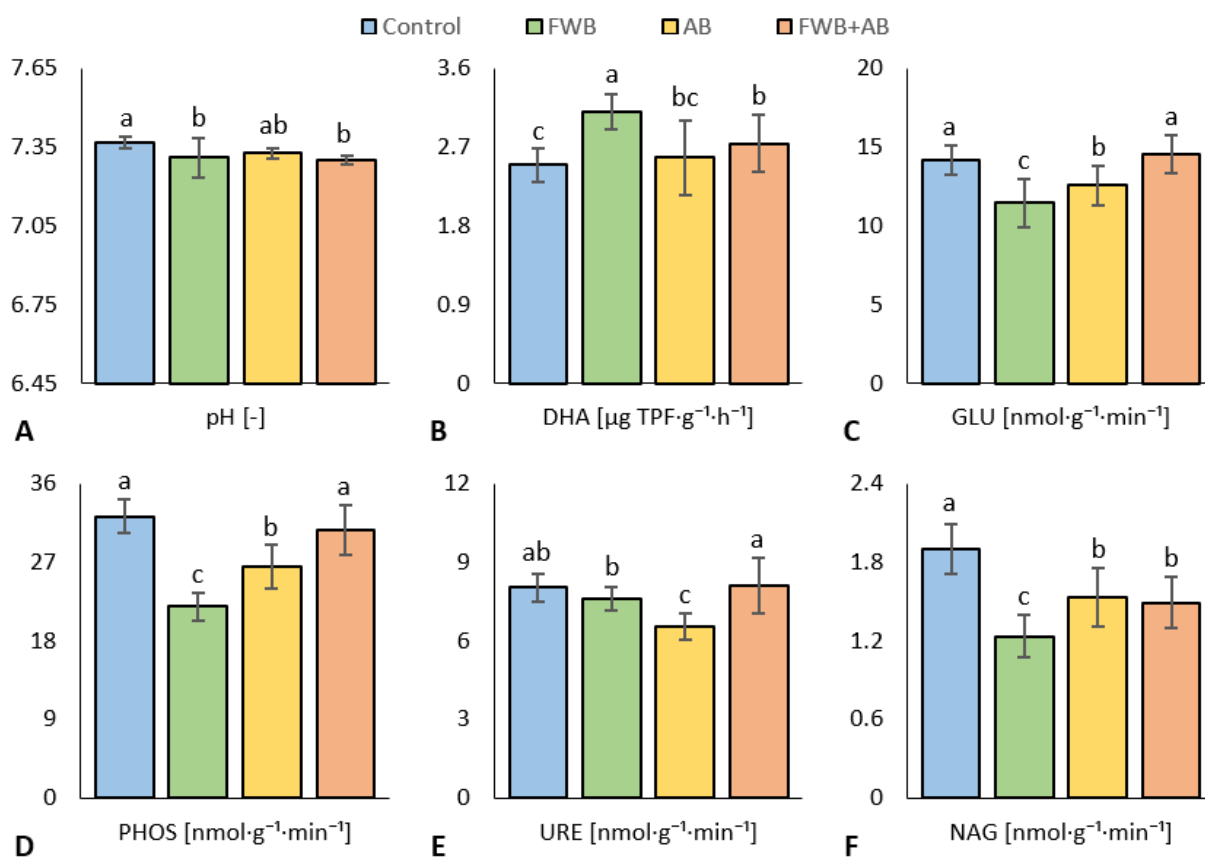 Control FWB AB FWB+AB
7.65
7.35
7.05
6.75
6.45
a b ab b
A pH [-]
3.6
2.7
1.8
0.9
0
c a bc b
B DHA [µg TPF·g⁻¹·h⁻¹]
20
15
10
5
0
a c b a
C GLU [nmol·g⁻¹·min⁻¹]
36
27
18
9
0
a c b a
D PHOS [nmol·g⁻¹·min⁻¹]
12
9
6
3
0
ab b c a
E URE [nmol·g⁻¹·min⁻¹]
2.4
1.8
1.2
0.6
0
a c b b
F NAG [nmol·g⁻¹·min⁻¹]